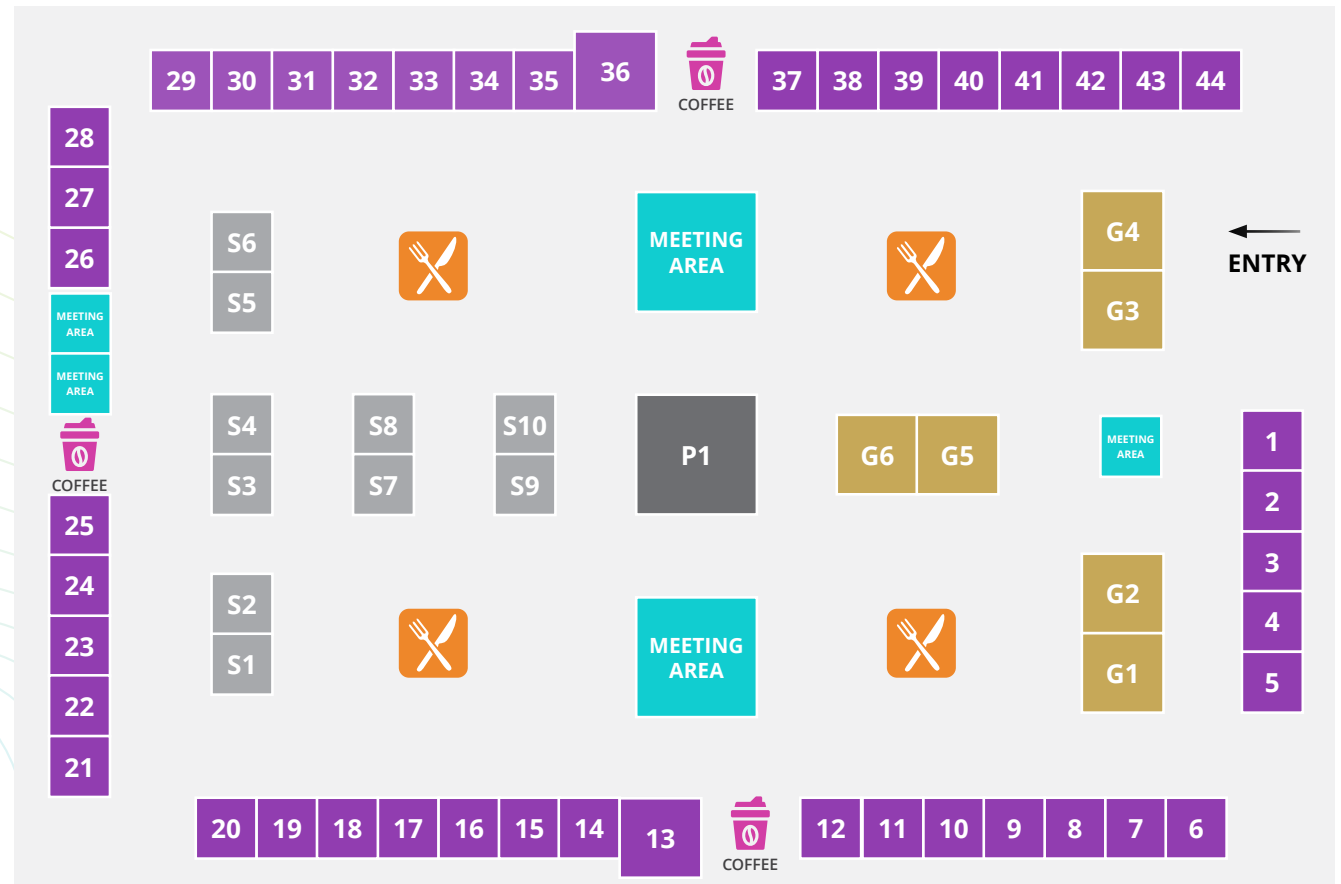 29 30 31 32 33 34 35 36
COFFEE
37 38 39 40 41 42 43 44
28
27
26
MEETING
AREA
MEETING
AREA
COFFEE
25
24
23
22
21
S6
S5
S4
S3
S2
S1
S8
S7
S10
S9
MEETING
AREA
P1
MEETING
AREA
G6 G5
G4
G3
MEETING
AREA
G2
G1
ENTRY
1
2
3
4
5
20 19 18 17 16 15 14 13
COFFEE
12 11 10 9 8 7 6